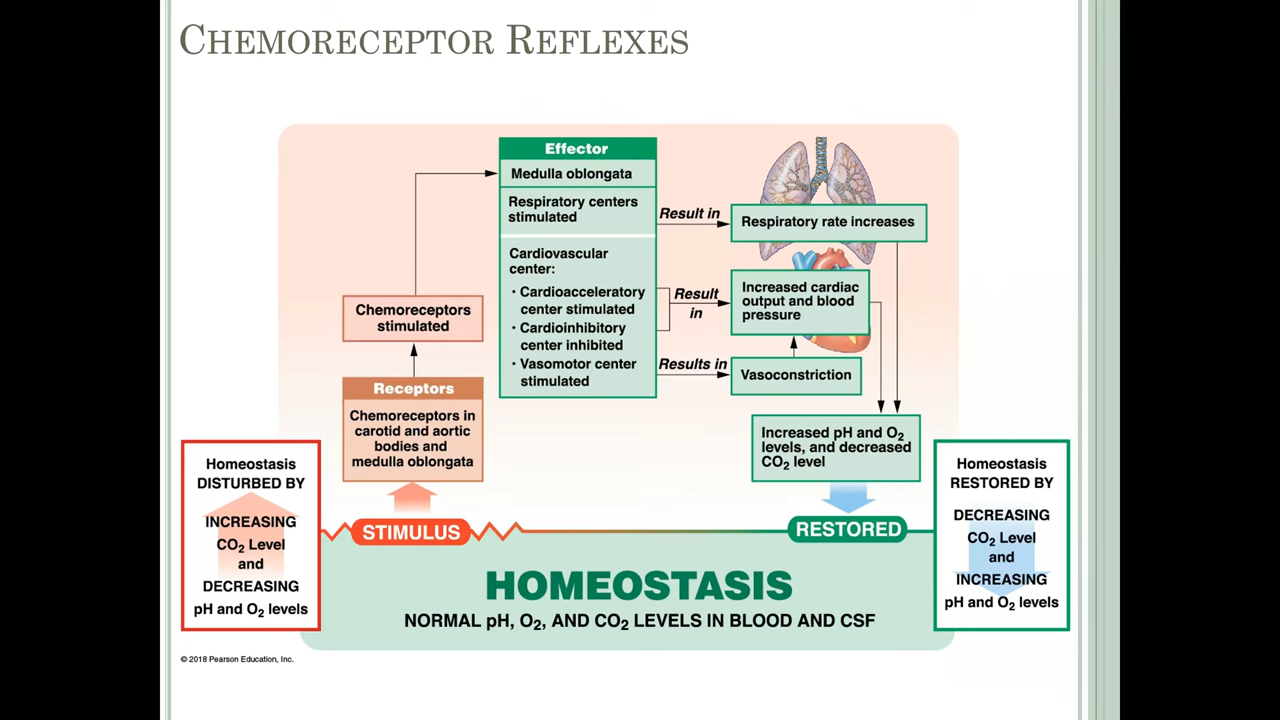 CHEMORECEPTOR REFLEXES
Effector
Medulla oblongata
Respiratory centers
stimulated
Cardiovascular
center:
· Cardioacceleratory
center stimulated
· Cardioinhibitory
center inhibited
· Vasomotor center
stimulated
Result in
Respiratory rate increases
Result
in
Increased cardiac
output and blood
pressure
Results in
Vasoconstriction
Chemoreceptors
stimulated
Receptors
Chemoreceptors in
carotid and aortic
bodies and
medulla oblongata
Increased pH and O₂
levels, and decreased
CO₂ level
Homeostasis
DISTURBED BY
INCREASING
CO₂ Level
and
DECREASING
pH and O₂ levels
STIMULUS
RESTORED
Homeostasis
RESTORED BY
DECREASING
CO₂ Level
and
INCREASING
pH and O₂ levels
HOMEOSTASIS
NORMAL pH, O₂, AND CO₂ LEVELS IN BLOOD AND CSF
© 2018 Pearson Education, Inc.